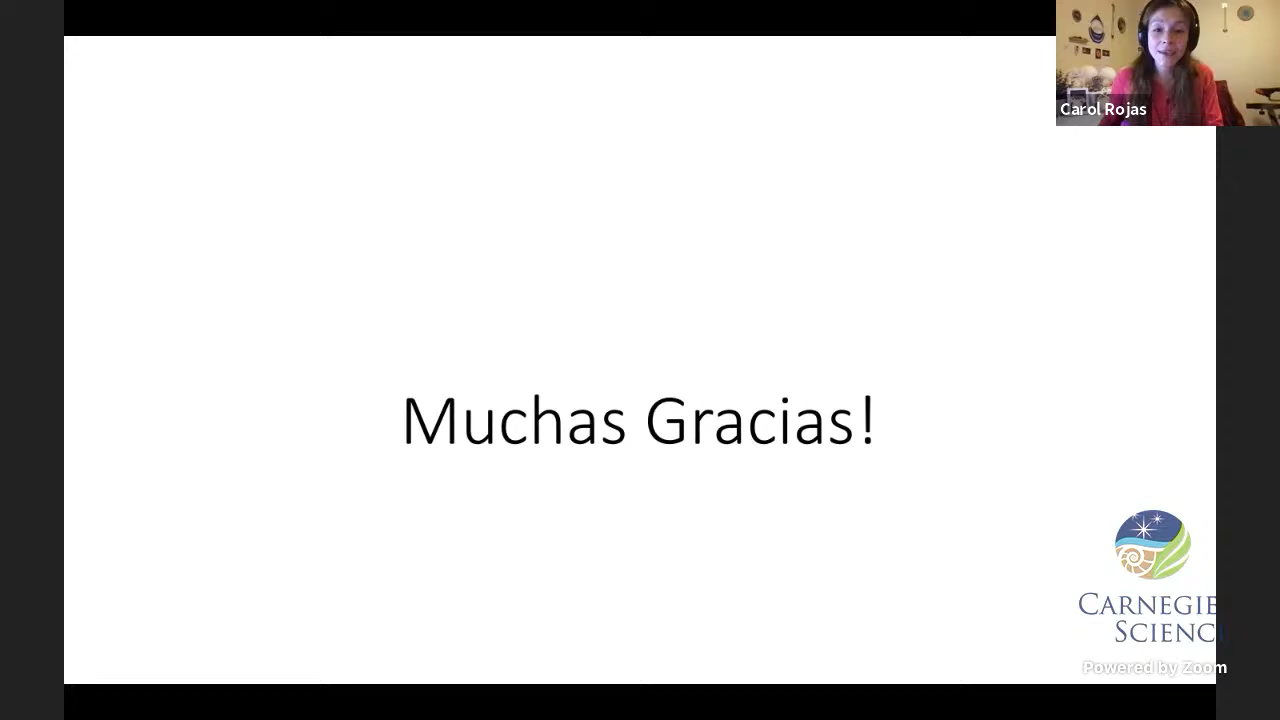 Carol Rojas
Muchas Gracias!
CARNEGIE
SCIENCE
Powered by Zoom